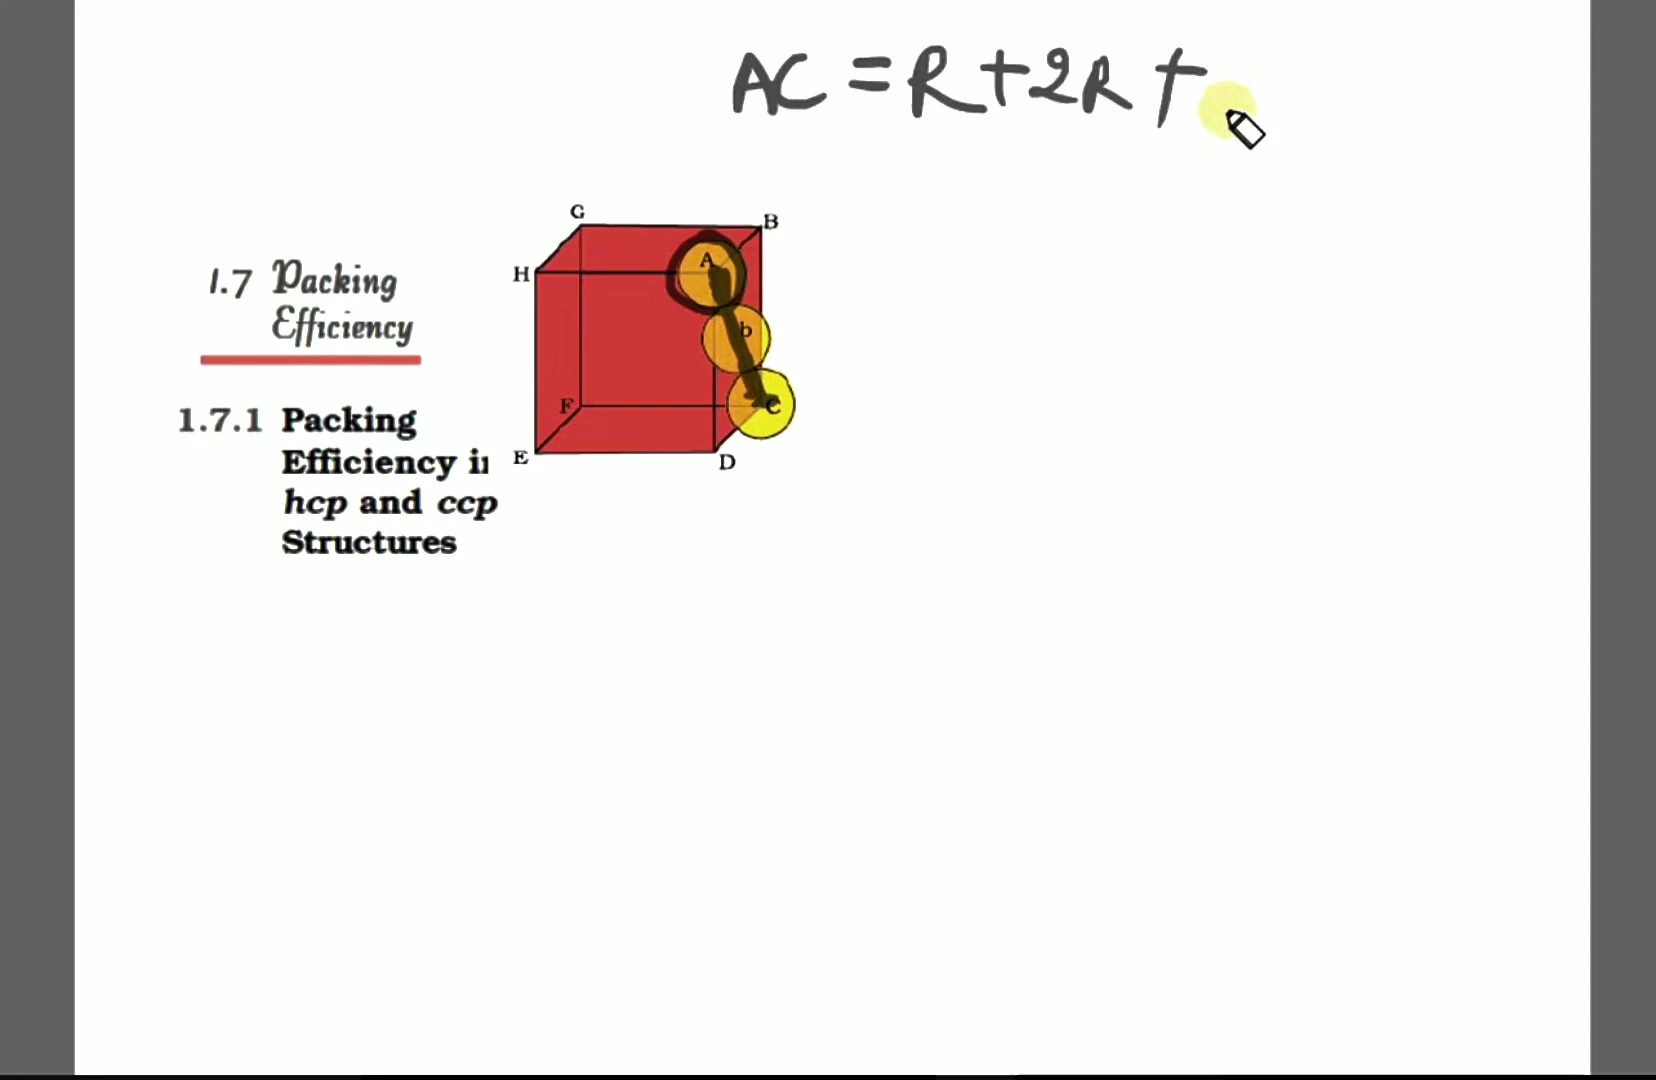 AC = R + 2R +
G
B
A
H
1.7 Packing
Efficiency
b
1.7.1 Packing
F
C
Efficiency i
E
D
hcp and ccp
Structures